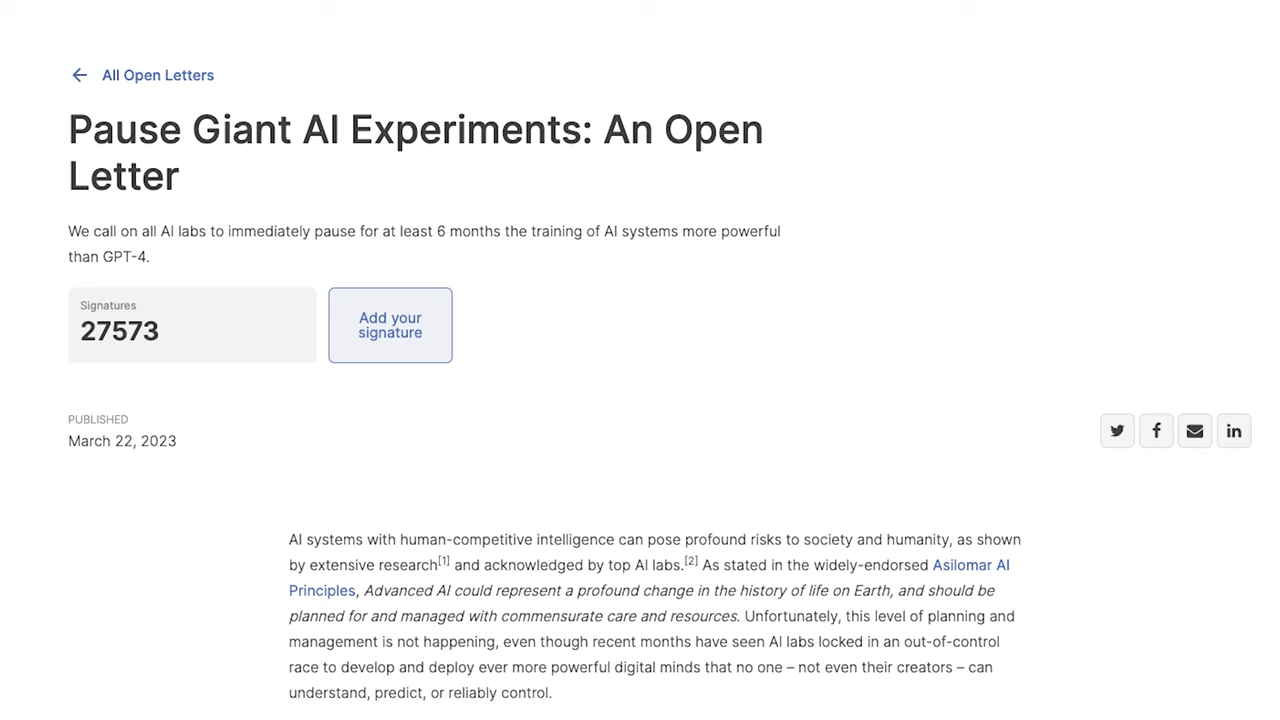 All Open Letters
Pause Giant AI Experiments: An Open
Letter
We call on all AI labs to immediately pause for at least 6 months the training of AI systems more powerful
than GPT-4.
Signatures
27573
Add your
signature
PUBLISHED
March 22, 2023
AI systems with human-competitive intelligence can pose profound risks to society and humanity, as shown
by extensive research[1] and acknowledged by top AI labs.[2] As stated in the widely-endorsed Asilomar AI
Principles, Advanced AI could represent a profound change in the history of life on Earth, and should be
planned for and managed with commensurate care and resources. Unfortunately, this level of planning and
management is not happening, even though recent months have seen AI labs locked in an out-of-control
race to develop and deploy ever more powerful digital minds that no one – not even their creators – can
understand, predict, or reliably control.